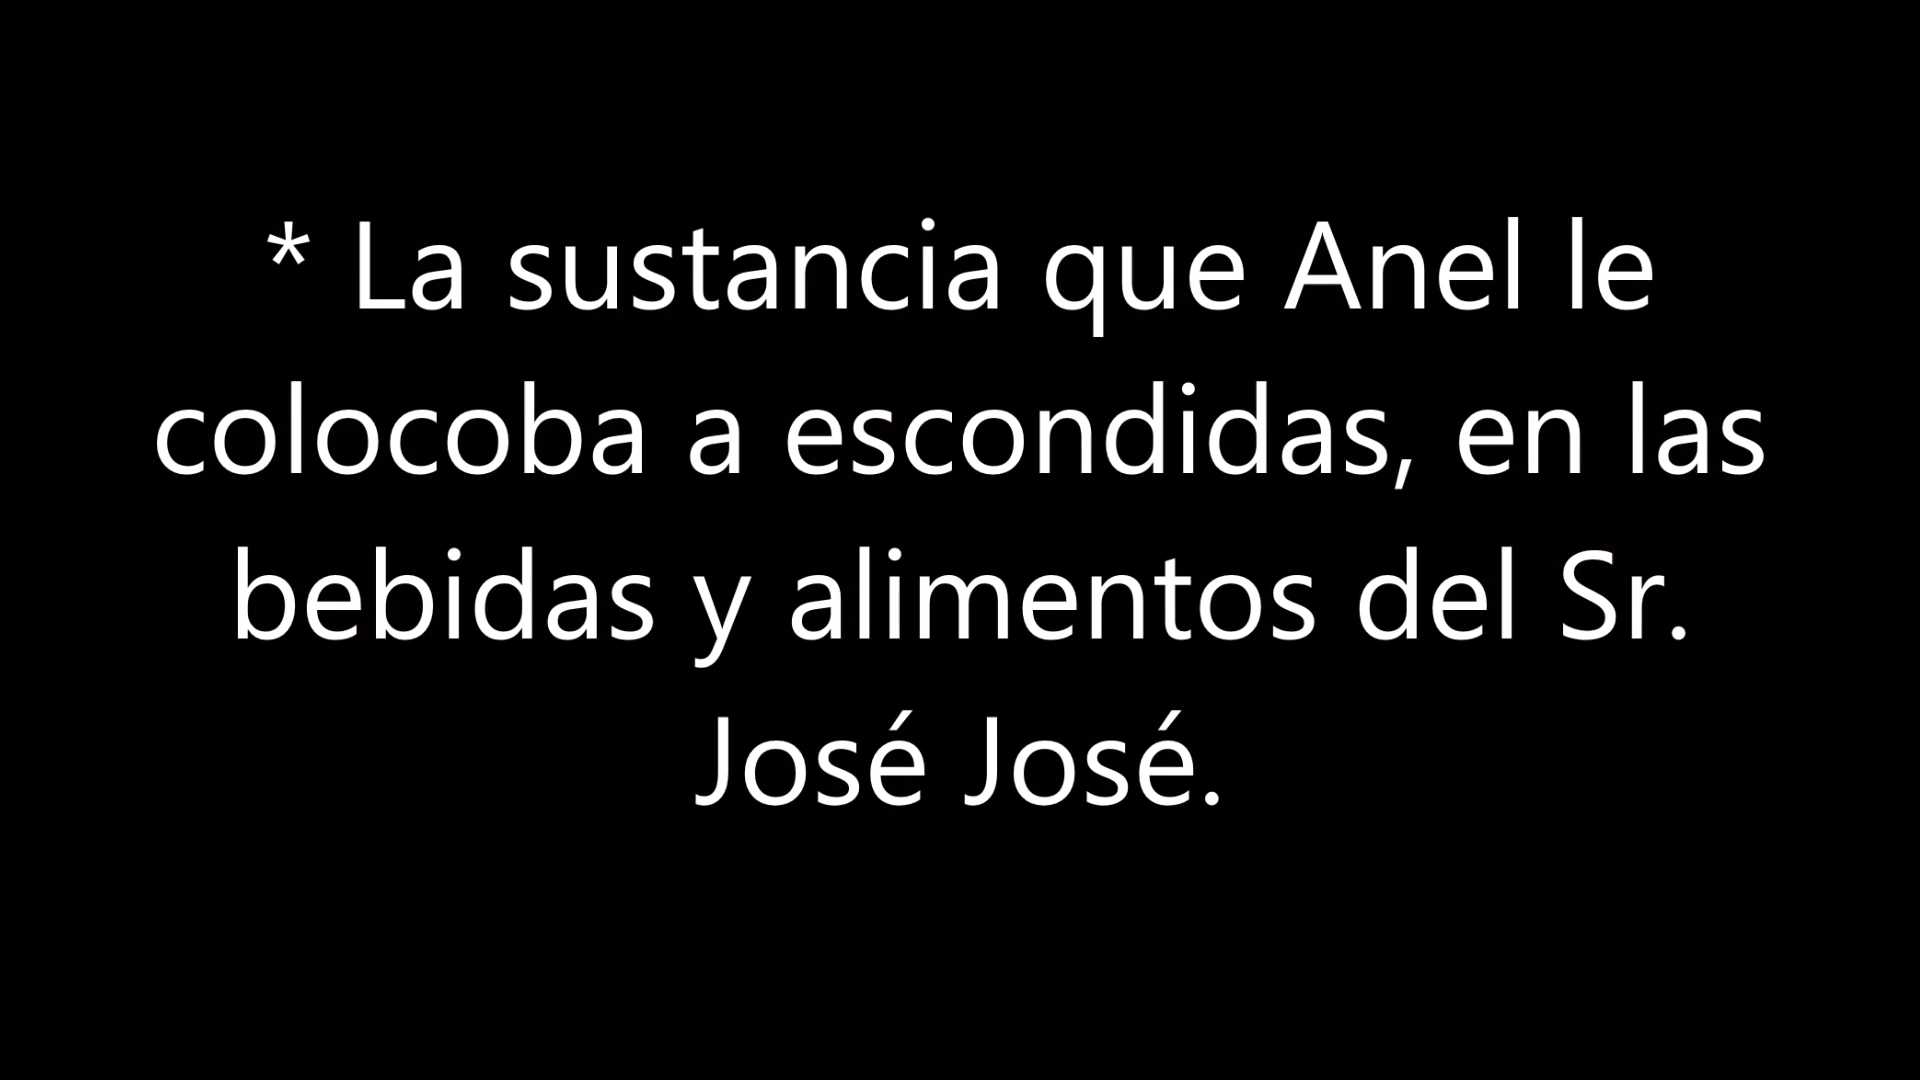 * La sustancia que Anel le
colocoba a escondidas, en las
bebidas y alimentos del Sr.
José José.